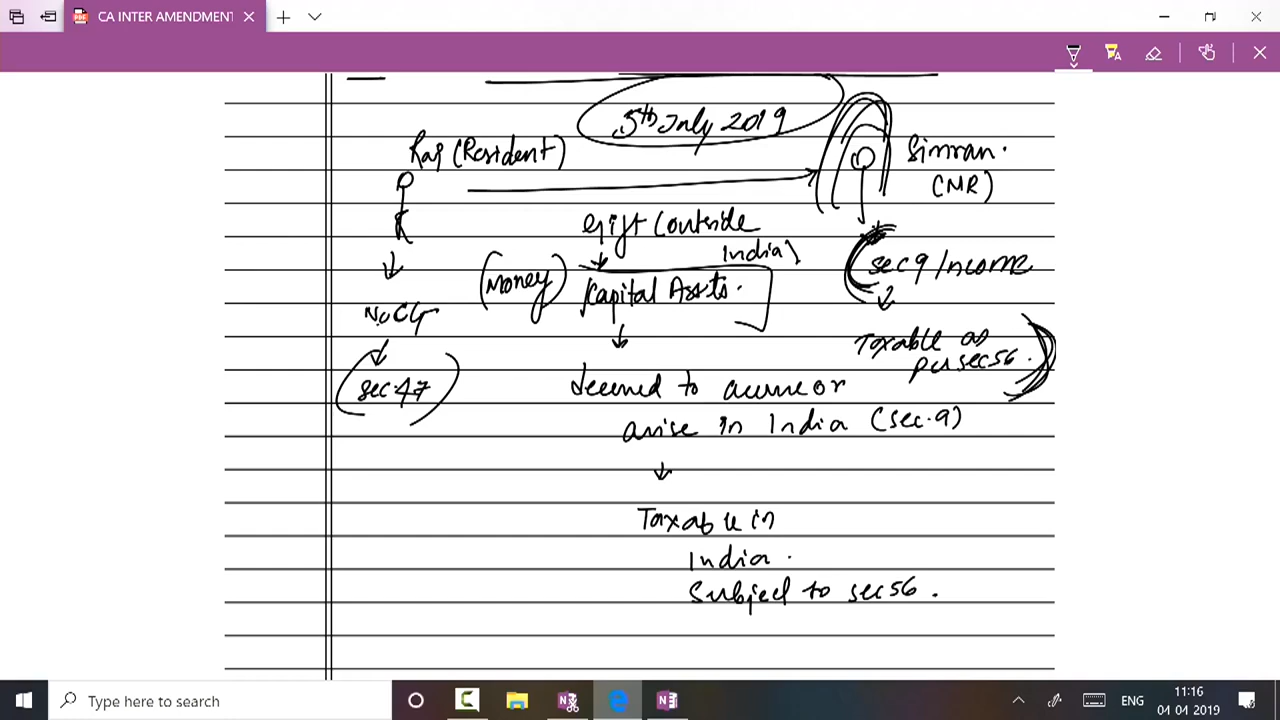 CA INTER AMENDMENT
5th July 2019
Raj (Resident)
Simran.
(NR)
Gift (outside
India)
(Money)
Capital Assets.
sec 9 Income
No CG
Taxable as
per sec 56.
sec. 47
deemed to accrue or
arise in India (sec. 9)
Taxable in
India.
Subject to sec 56.
Type here to search
ENG
11:16
04-04-2019
3